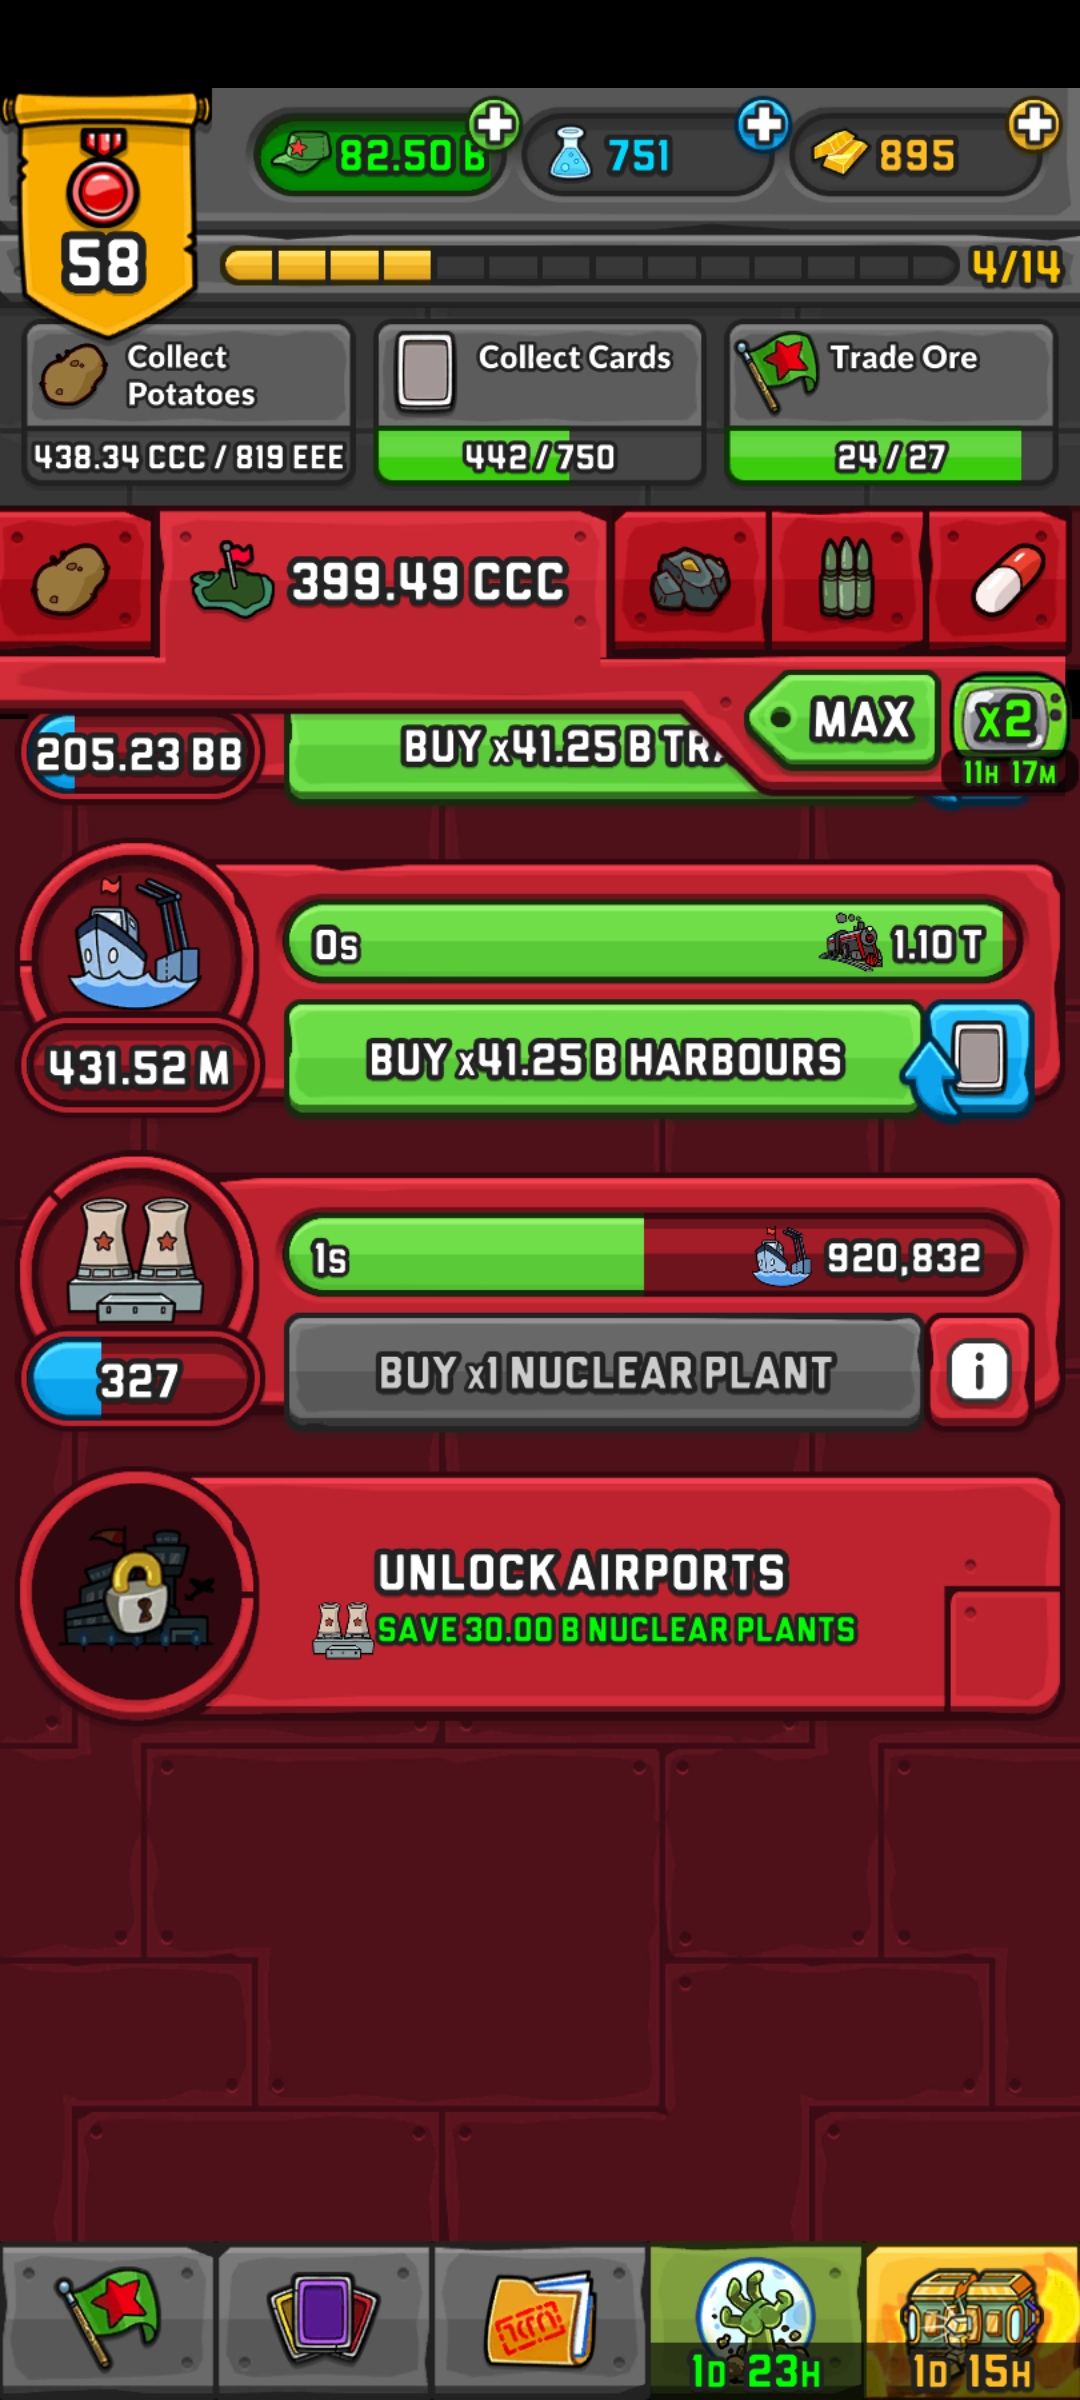 82.50 B
751
895
58
4/14
Collect Potatoes
438.34 CCC / 819 EEE
Collect Cards
442/750
Trade Ore
24/27
399.49 CCC
MAX
x2
11H 17M
205.23 BB
BUY x41.25 B
0s
1.10 T
431.52 M
BUY x41.25 B HARBOURS
1s
920,832
327
BUY x1 NUCLEAR PLANT
i
UNLOCK AIRPORTS
SAVE 30.00 B NUCLEAR PLANTS
1D 23H
1D 15H